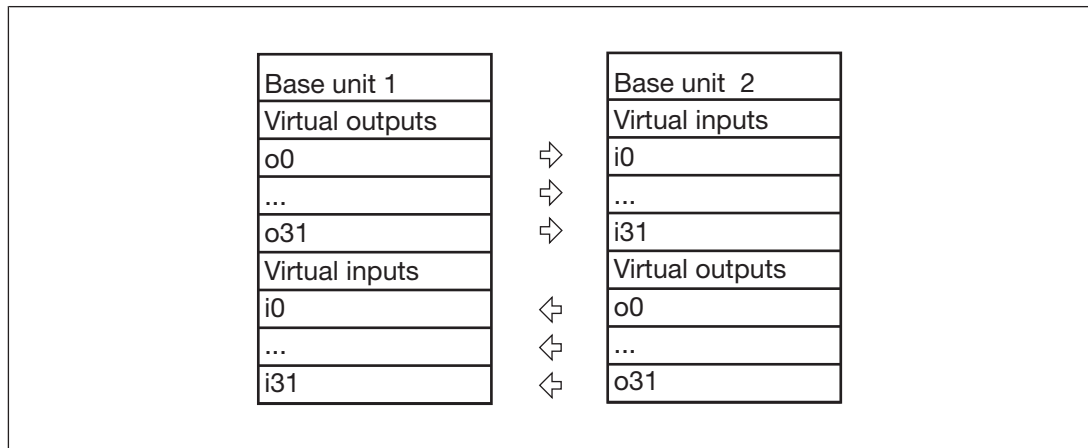 Base unit 1
Virtual outputs
o0
...
o31
Virtual inputs
i0
...
i31
Base unit  2
Virtual inputs
i0
...
i31
Virtual outputs
o0
...
o31